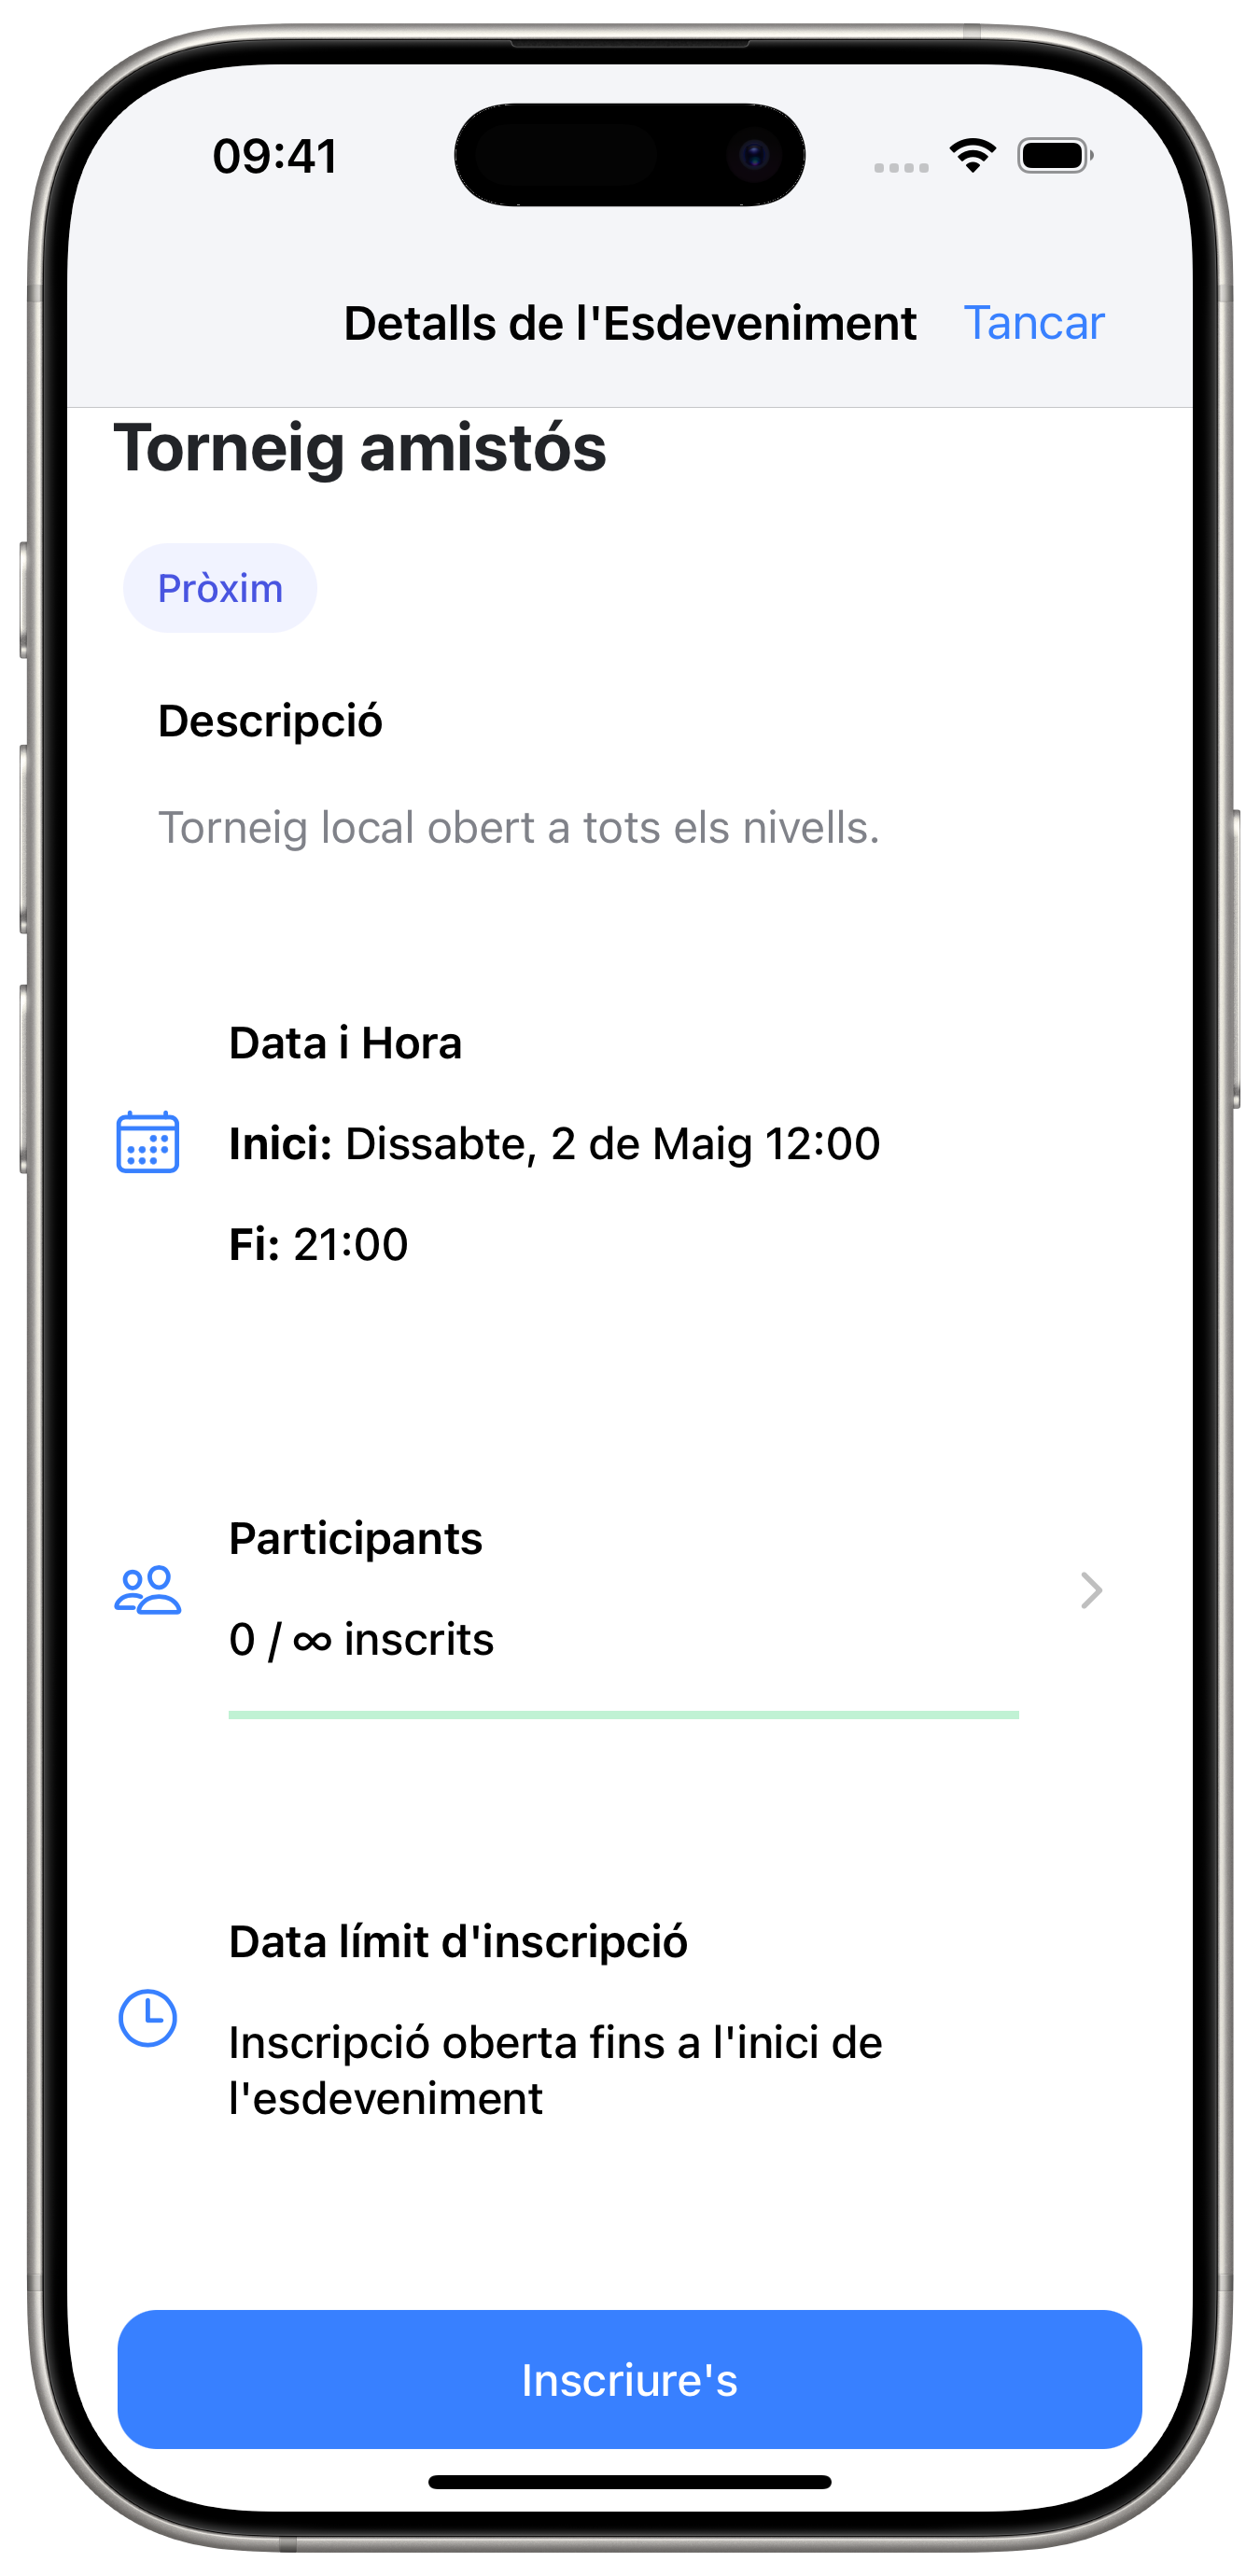 09:41
Detalls de l'Esdeveniment Tancar
Torneig amistós
Pròxim
Descripció
Torneig local obert a tots els nivells.
Data i Hora
Inici: Dissabte, 2 de Maig 12:00
Fi: 21:00
Participants
0 / ∞ inscrits
Data límit d'inscripció
Inscripció oberta fins a l'inici de
l'esdeveniment
Inscriure's